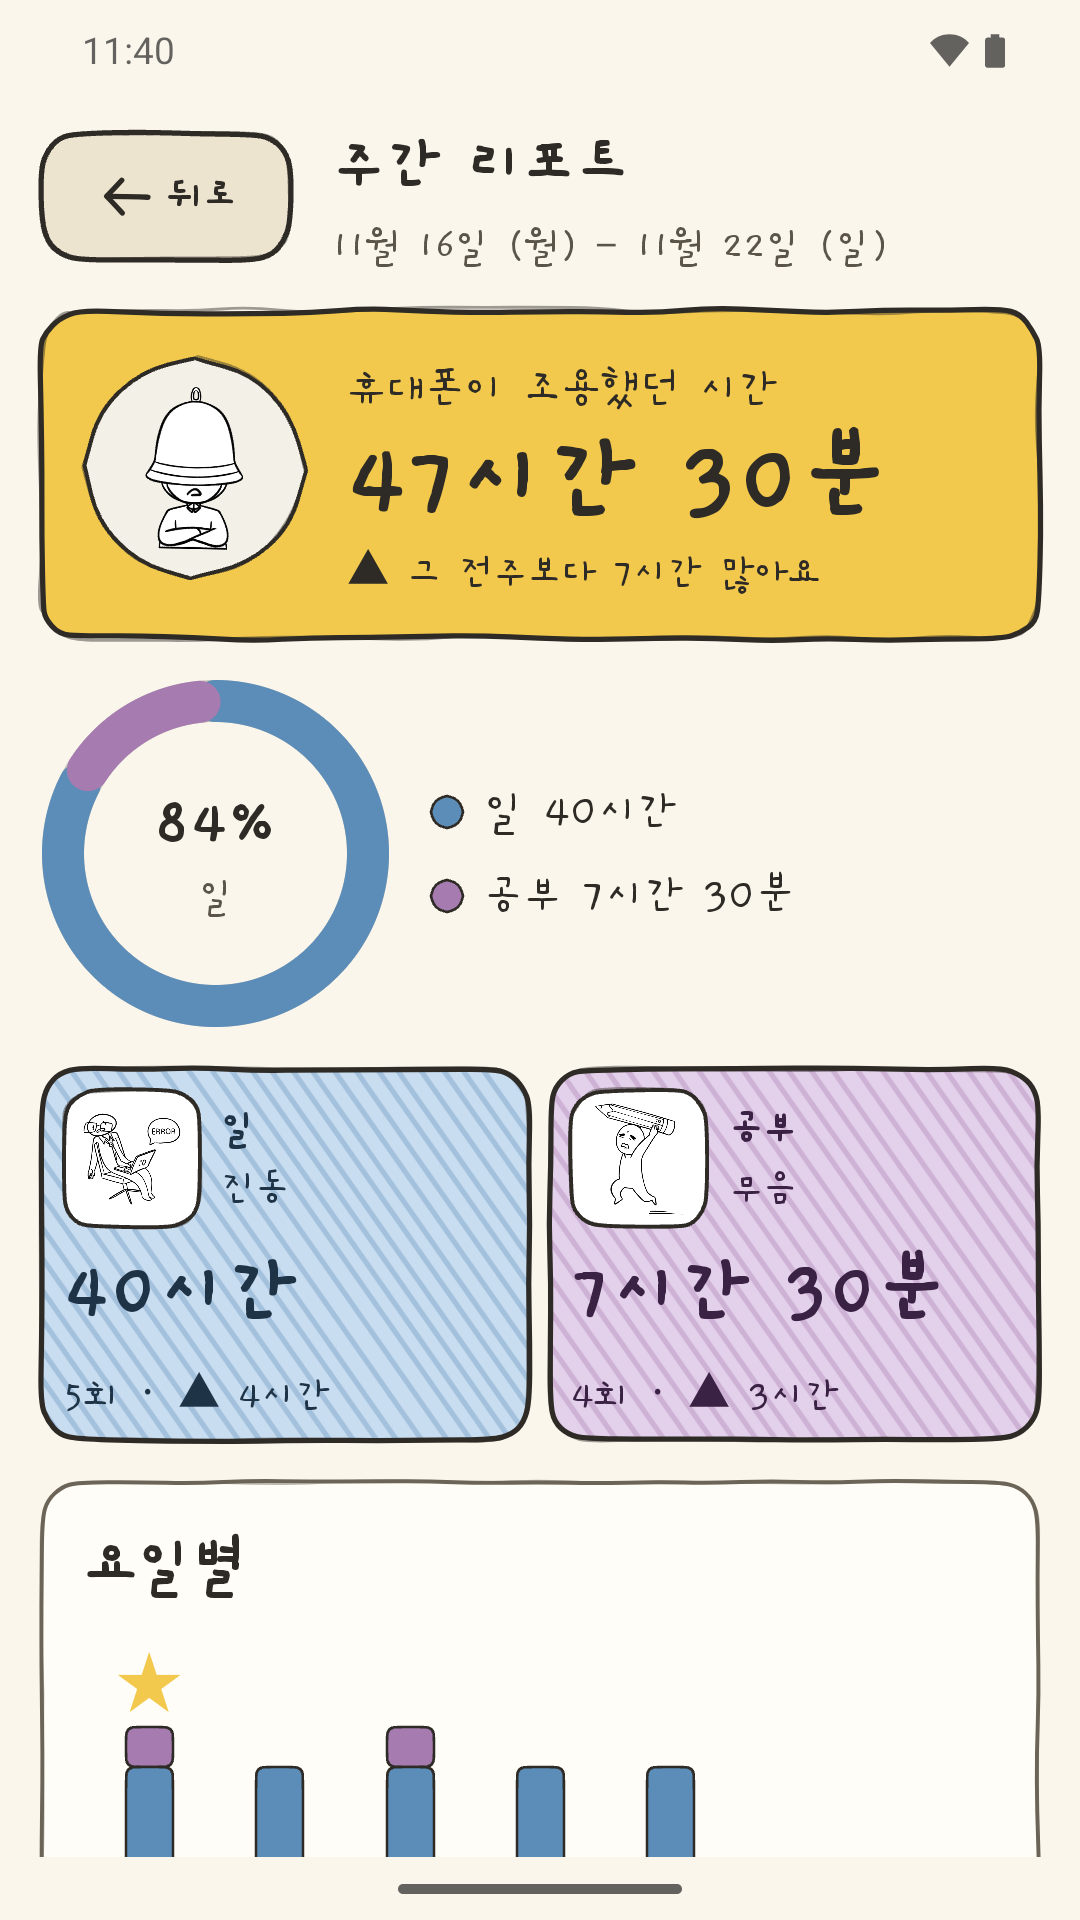 11:40
← 뒤로
주간 리포트
11월 16일 (월) – 11월 22일 (일)
휴대폰이 조용했던 시간
47시간 30분
▲ 그 전주보다 7시간 많아요
84%
일
일 40시간
공부 7시간 30분
ERROR
일
진동
40시간
5회 · ▲ 4시간
공부
무음
7시간 30분
4회 · ▲ 3시간
요일별